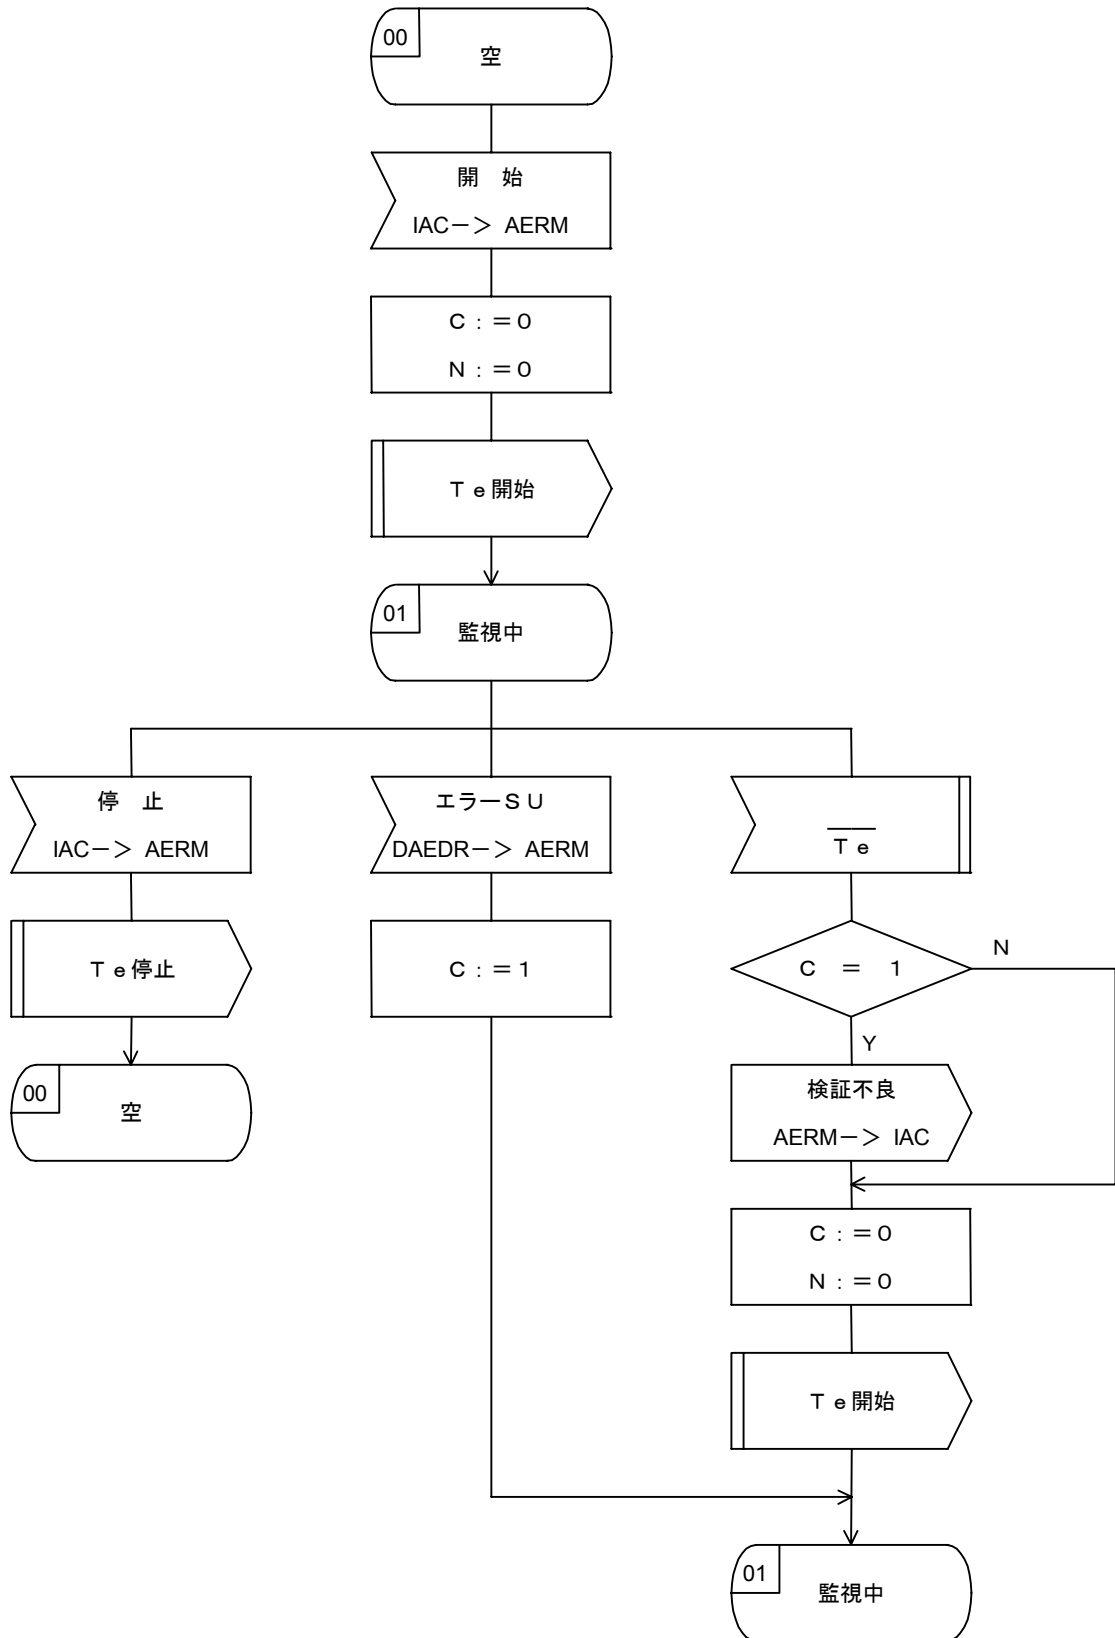 00
空
開　始
IAC－＞ AERM
C：＝0
N：＝0
Te開始
01
監視中
停　止
IAC－＞ AERM
エラーSU
DAEDR－＞ AERM
Te
Te停止
C：＝1
C　＝　1
N
Y
00
空
検証不良
AERM－＞ IAC
C：＝0
N：＝0
Te開始
01
監視中